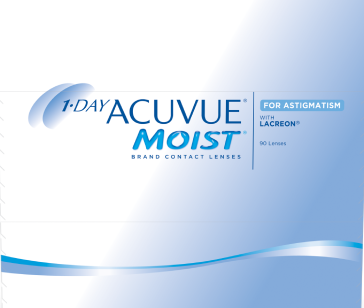 1•DAY ACUVUE®
MOIST®
BRAND CONTACT LENSES
FOR ASTIGMATISM
WITH
LACREON®
90 Lenses